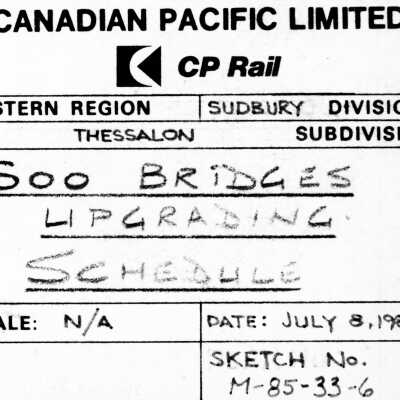 CANADIAN PACIFIC LIMITED
CP Rail
STERN REGION SUDBURY DIVISIO
THESSALON SUBDIVISI
SOO BRIDGES
UPGRADING
SCHEDULE
ALE: N/A DATE: JULY 8, 198
SKETCH No.
M-85-33-6